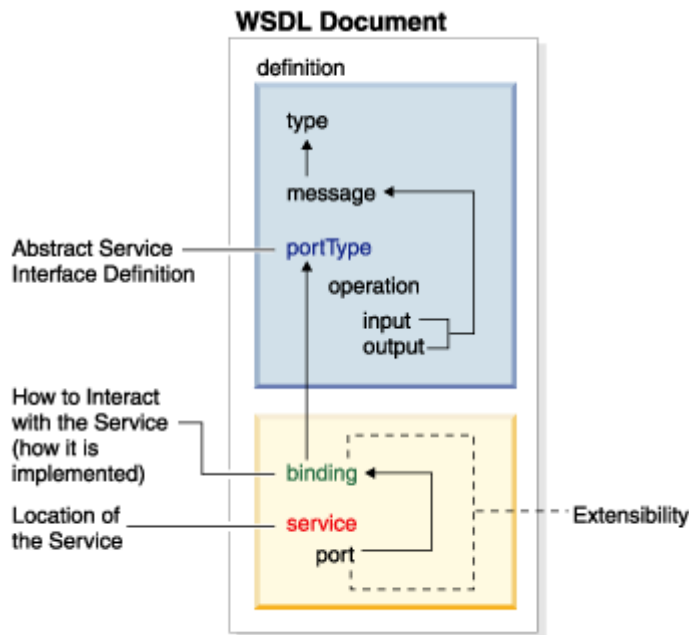 WSDL Document
definition
type
message
Abstract Service
Interface Definition
portType
operation
input
output
How to Interact
with the Service
(how it is
implemented)
binding
Location of
the Service
service
port
Extensibility